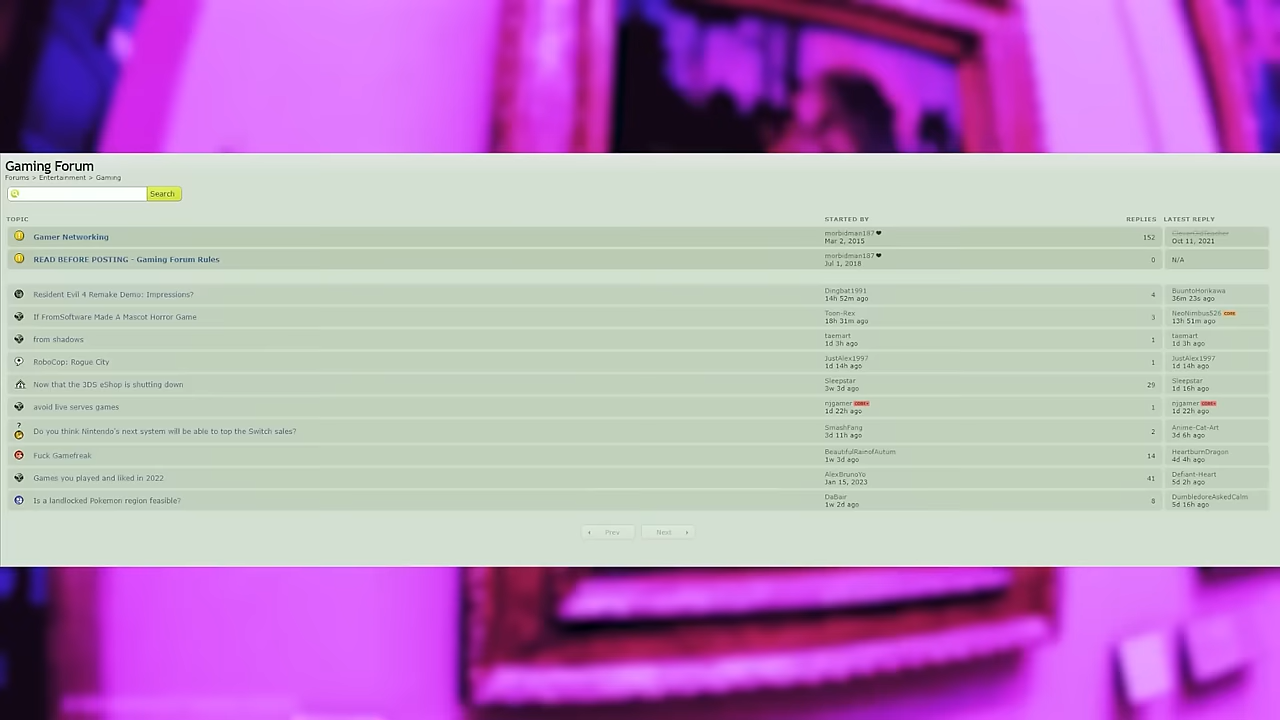 Gaming Forum
Forums > Entertainment > Gaming
Search
TOPIC STARTED BY REPLIES LATEST REPLY
Gamer Networking morbidman187 152
Mar 2, 2015 Oct 11, 2021
READ BEFORE POSTING - Gaming Forum Rules morbidman187 0 N/A
Jul 1, 2018
Resident Evil 4 Remake Demo: Impressions? Dingbat1991 4 BuuntoHonkawa
14h 52m ago 36m 23s ago
If FromSoftware Made A Mascot Horror Game Toon-Rex 3 NeoNimbus526 CORE
18h 31m ago 13h 51m ago
from shadows taemart 1 taemart
1d 3h ago 1d 3h ago
RoboCop: Rogue City JustAlex1997 1 JustAlex1997
1d 14h ago 1d 14h ago
Now that the 3DS eShop is shutting down Sleepstar 29 Sleepstar
3w 3d ago 1d 16h ago
avoid live serves games njgamer CORE+ 1 njgamer CORE+
1d 22h ago 1d 22h ago
Do you think Nintendo's next system will be able to top the Switch sales? SmashFang 2 Anime-Cat-Art
3d 11h ago 3d 6h ago
Fuck Gamefreak BeautifulRainofAutum 14 HeartburnDragon
1w 3d ago 4d 4h ago
Games you played and liked in 2022 AlexBrunoYo 41 Defiant-Heart
Jan 15, 2023 5d 2h ago
Is a landlocked Pokemon region feasible? DaBair 8 DumbledoreAskedCalm
1w 2d ago 5d 16h ago
Prev Next